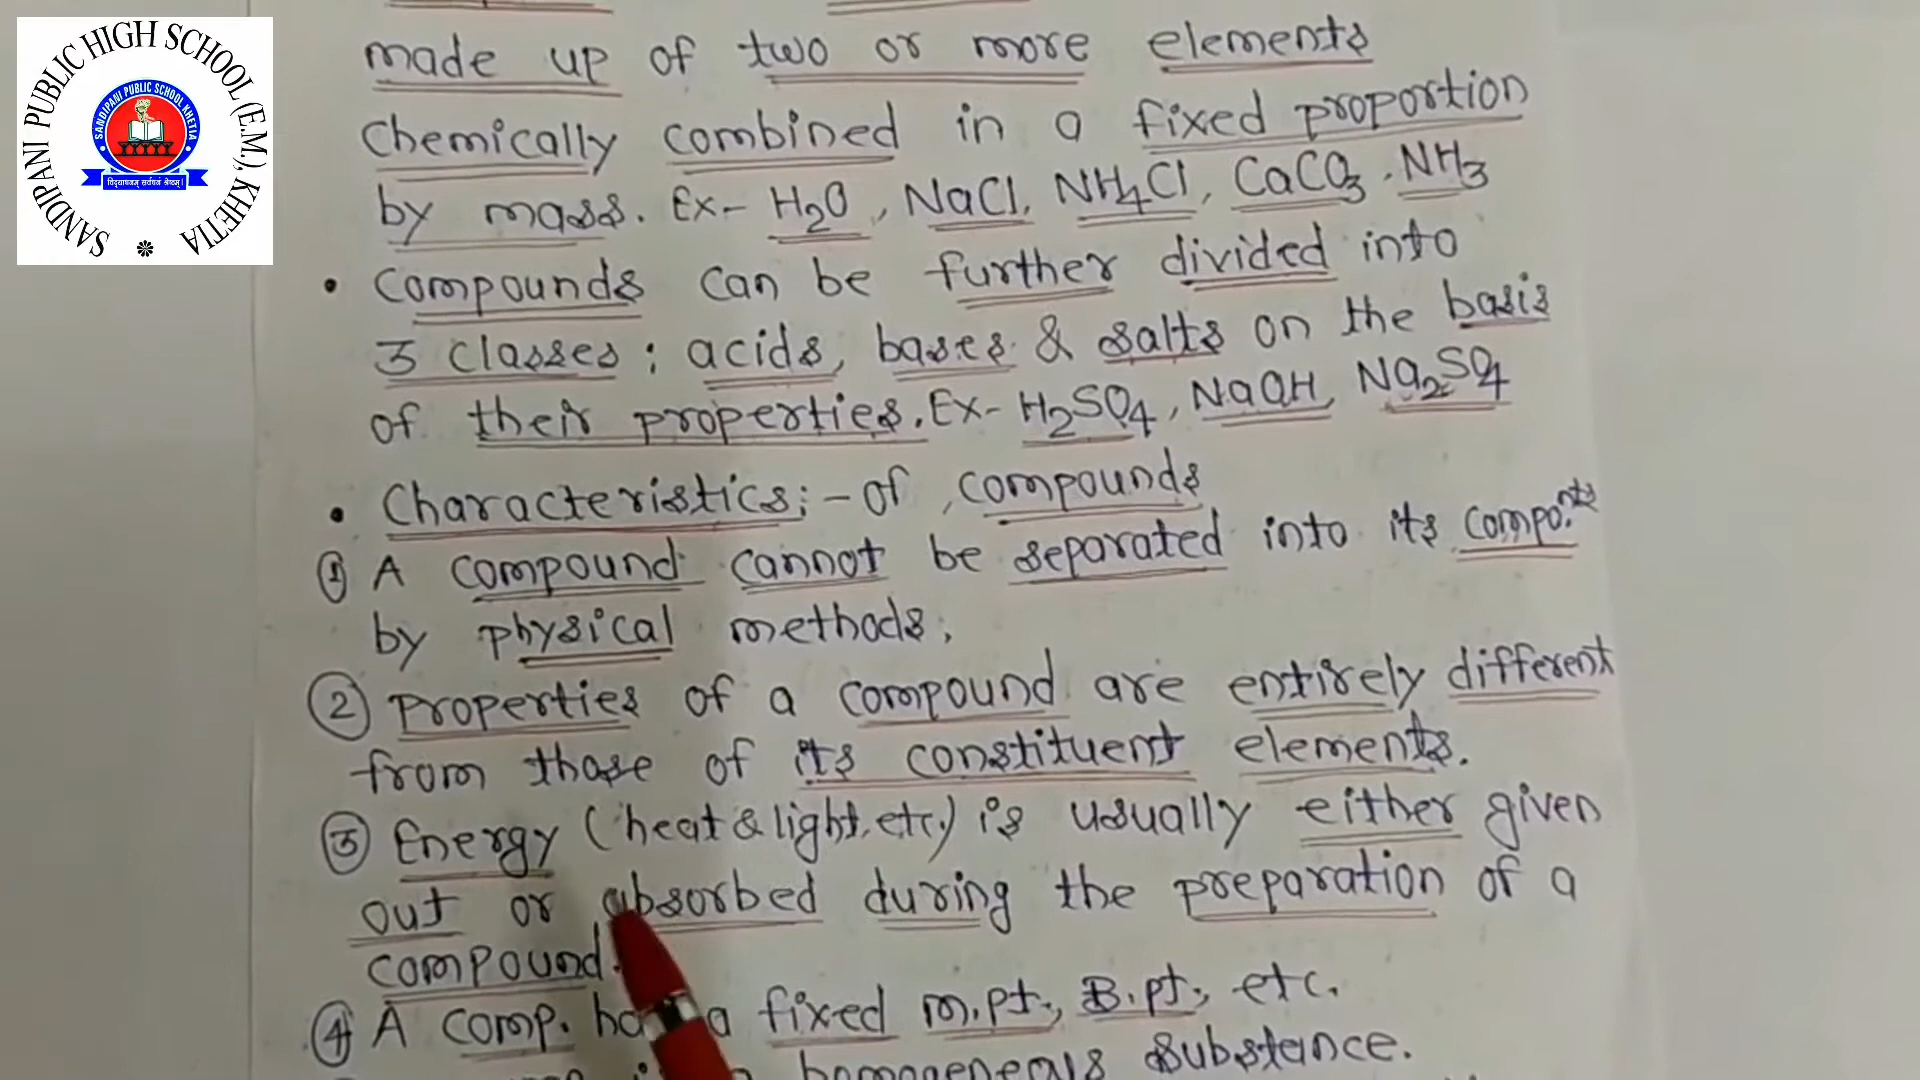 SANDIPANI PUBLIC HIGH SCHOOL (E.M.), KHETIA
SANDIPANI PUBLIC SCHOOL KHETIA
made up of two or more elements
chemically combined in a fixed proportion
by mass. Ex- H2O, NaCl, NH4Cl, CaCO3, NH3
• Compounds can be further divided into
3 classes: acids, bases & salts on the basis
of their properties. Ex- H2SO4, NaOH, Na2SO4
• Characteristics:- of compounds
① A compound cannot be separated into its compo.nts
by physical methods.
② Properties of a compound are entirely different
from those of its constituent elements.
③ Energy (heat & light, etc.) is usually either given
out or absorbed during the preparation of a
compound.
④ A comp. a fixed m.pt., B.pt, etc.
homogeneous substance.